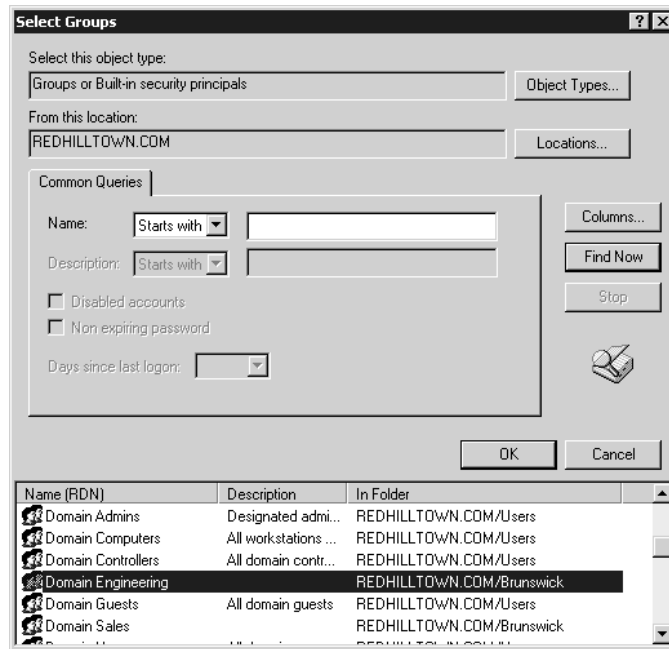 Select Groups
Select this object type:
Groups or Built-in security principals
Object Types...
From this location:
REDHILLTOWN.COM
Locations...
Common Queries
Name: Starts with
Columns...
Description: Starts with
Find Now
Disabled accounts
Stop
Non expiring password
Days since last logon:
OK Cancel
Name (RDN) Description In Folder
Domain Admins Designated admi... REDHILLTOWN.COM/Users
Domain Computers All workstations ... REDHILLTOWN.COM/Users
Domain Controllers All domain contr... REDHILLTOWN.COM/Users
Domain Engineering REDHILLTOWN.COM/Brunswick
Domain Guests All domain guests REDHILLTOWN.COM/Users
Domain Sales REDHILLTOWN.COM/Brunswick